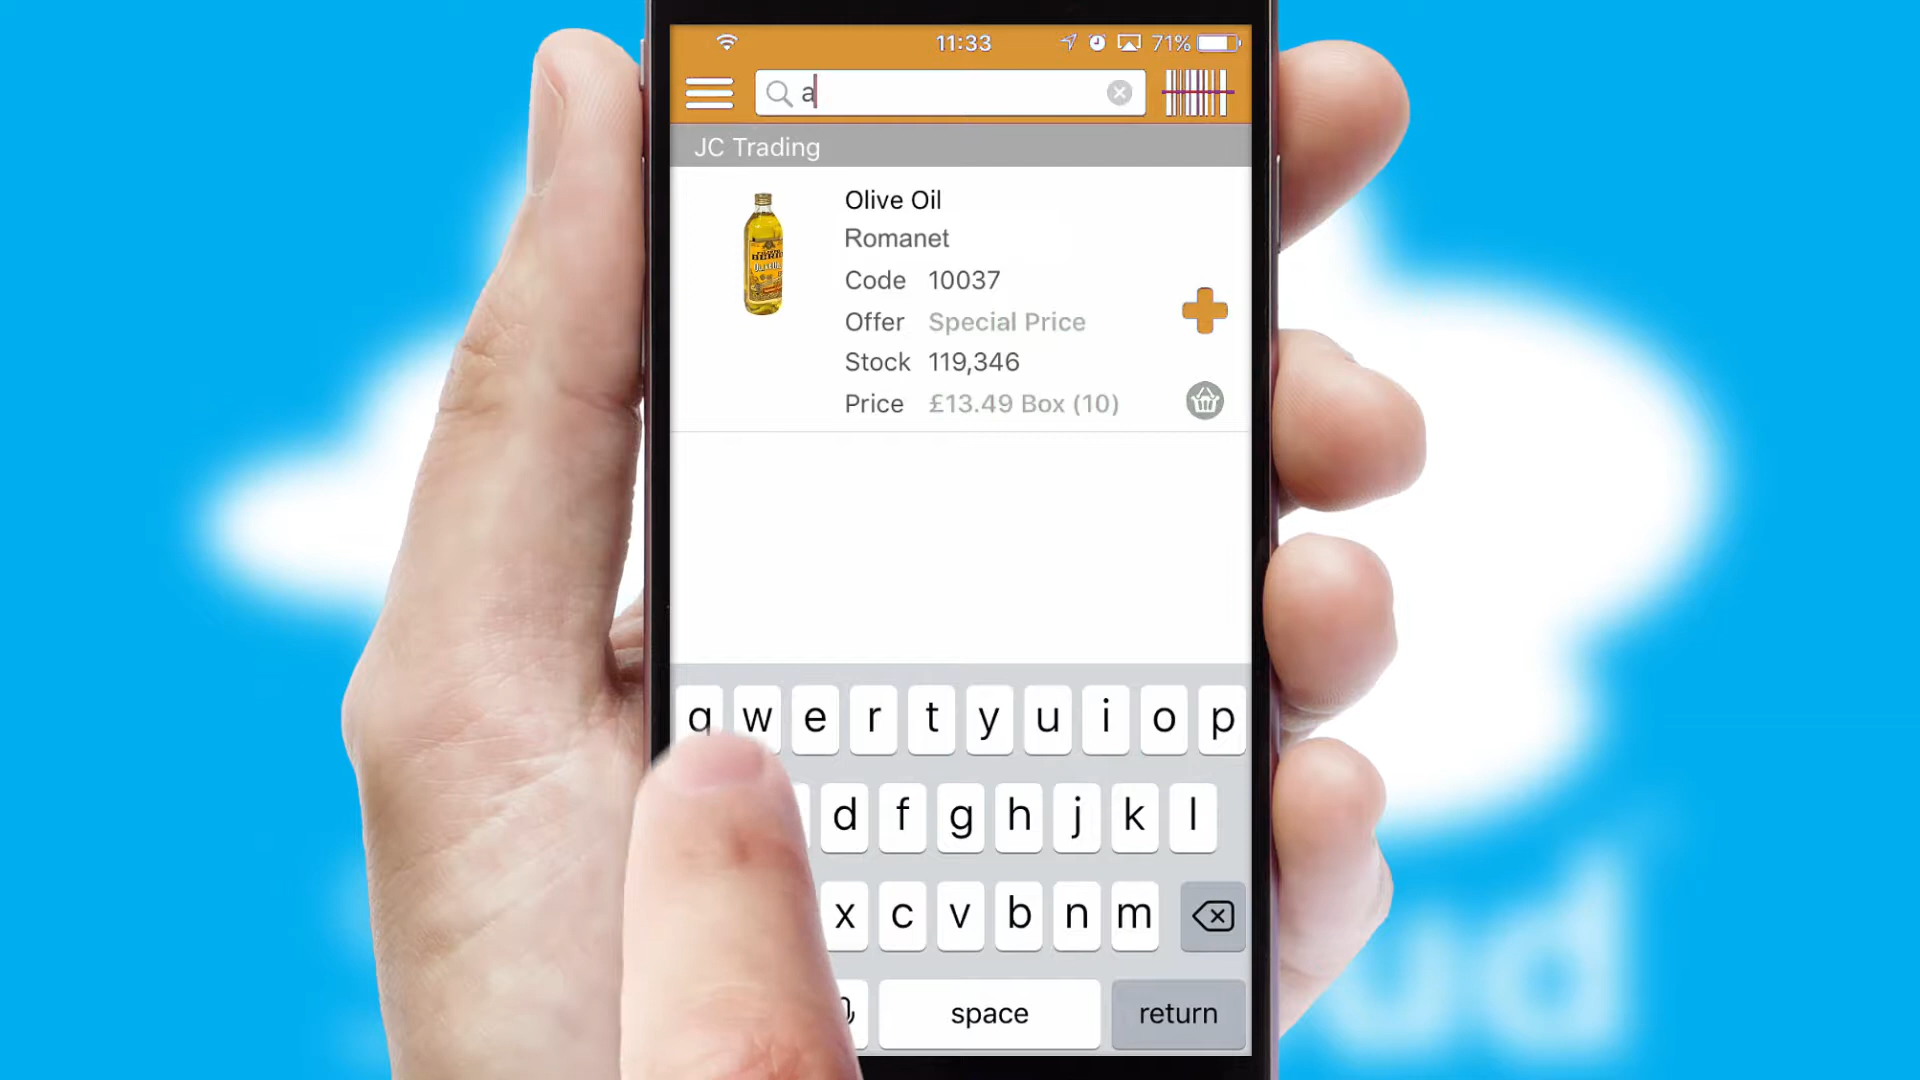 11:33
71%
a
JC Trading
Olive Oil
Romanet
Code 10037
Offer Special Price
Stock 119,346
Price £13.49 Box (10)
q w e r t y u i o p
d f g h j k l
x c v b n m
space return
ud